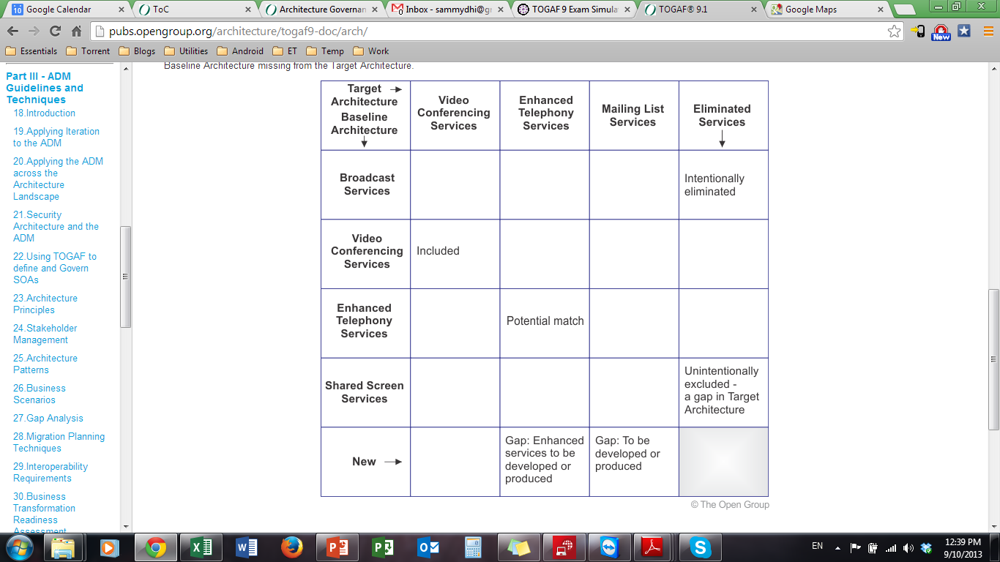 10 Google Calendar
ToC
Architecture Governan
Inbox - sammydhi@g
TOGAF 9 Exam Simula
TOGAF® 9.1
Google Maps
pubs.opengroup.org/architecture/togaf9-doc/arch/
New
Essentials
Torrent
Blogs
Utilities
Android
ET
Temp
Work
Part III - ADM
Guidelines and
Techniques
18.Introduction
19.Applying Iteration
to the ADM
20.Applying the ADM
across the
Architecture
Landscape
21.Security
Architecture and the
ADM
22.Using TOGAF to
define and Govern
SOAs
23.Architecture
Principles
24.Stakeholder
Management
25.Architecture
Patterns
26.Business
Scenarios
27.Gap Analysis
28.Migration Planning
Techniques
29.Interoperability
Requirements
30.Business
Transformation
Readiness
Assessment
Baseline Architecture missing from the Target Architecture.
Target
Architecture
Baseline
Architecture
Video
Conferencing
Services
Enhanced
Telephony
Services
Mailing List
Services
Eliminated
Services
Broadcast
Services
Intentionally
eliminated
Video
Conferencing
Services
Included
Enhanced
Telephony
Services
Potential match
Shared Screen
Services
Unintentionally
excluded -
a gap in Target
Architecture
New
Gap: Enhanced
services to be
developed or
produced
Gap: To be
developed or
produced
© The Open Group
EN
12:39 PM
9/10/2013